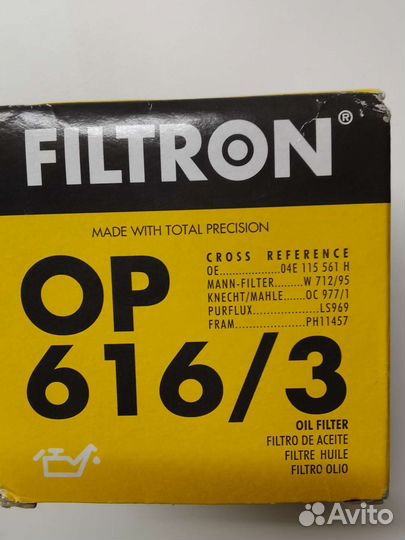 FILTRON®
MADE WITH TOTAL PRECISION
OP
616/3
CROSS REFERENCE
OE....................04E 115 561 H
MANN-FILTER.........W 712/95
KNECHT/MAHLE.......OC 977/1
PURFLUX.....................LS969
FRAM.....................PH11457
OIL FILTER
FILTRO DE ACEITE
FILTRE HUILE
FILTRO OLIO
Avito